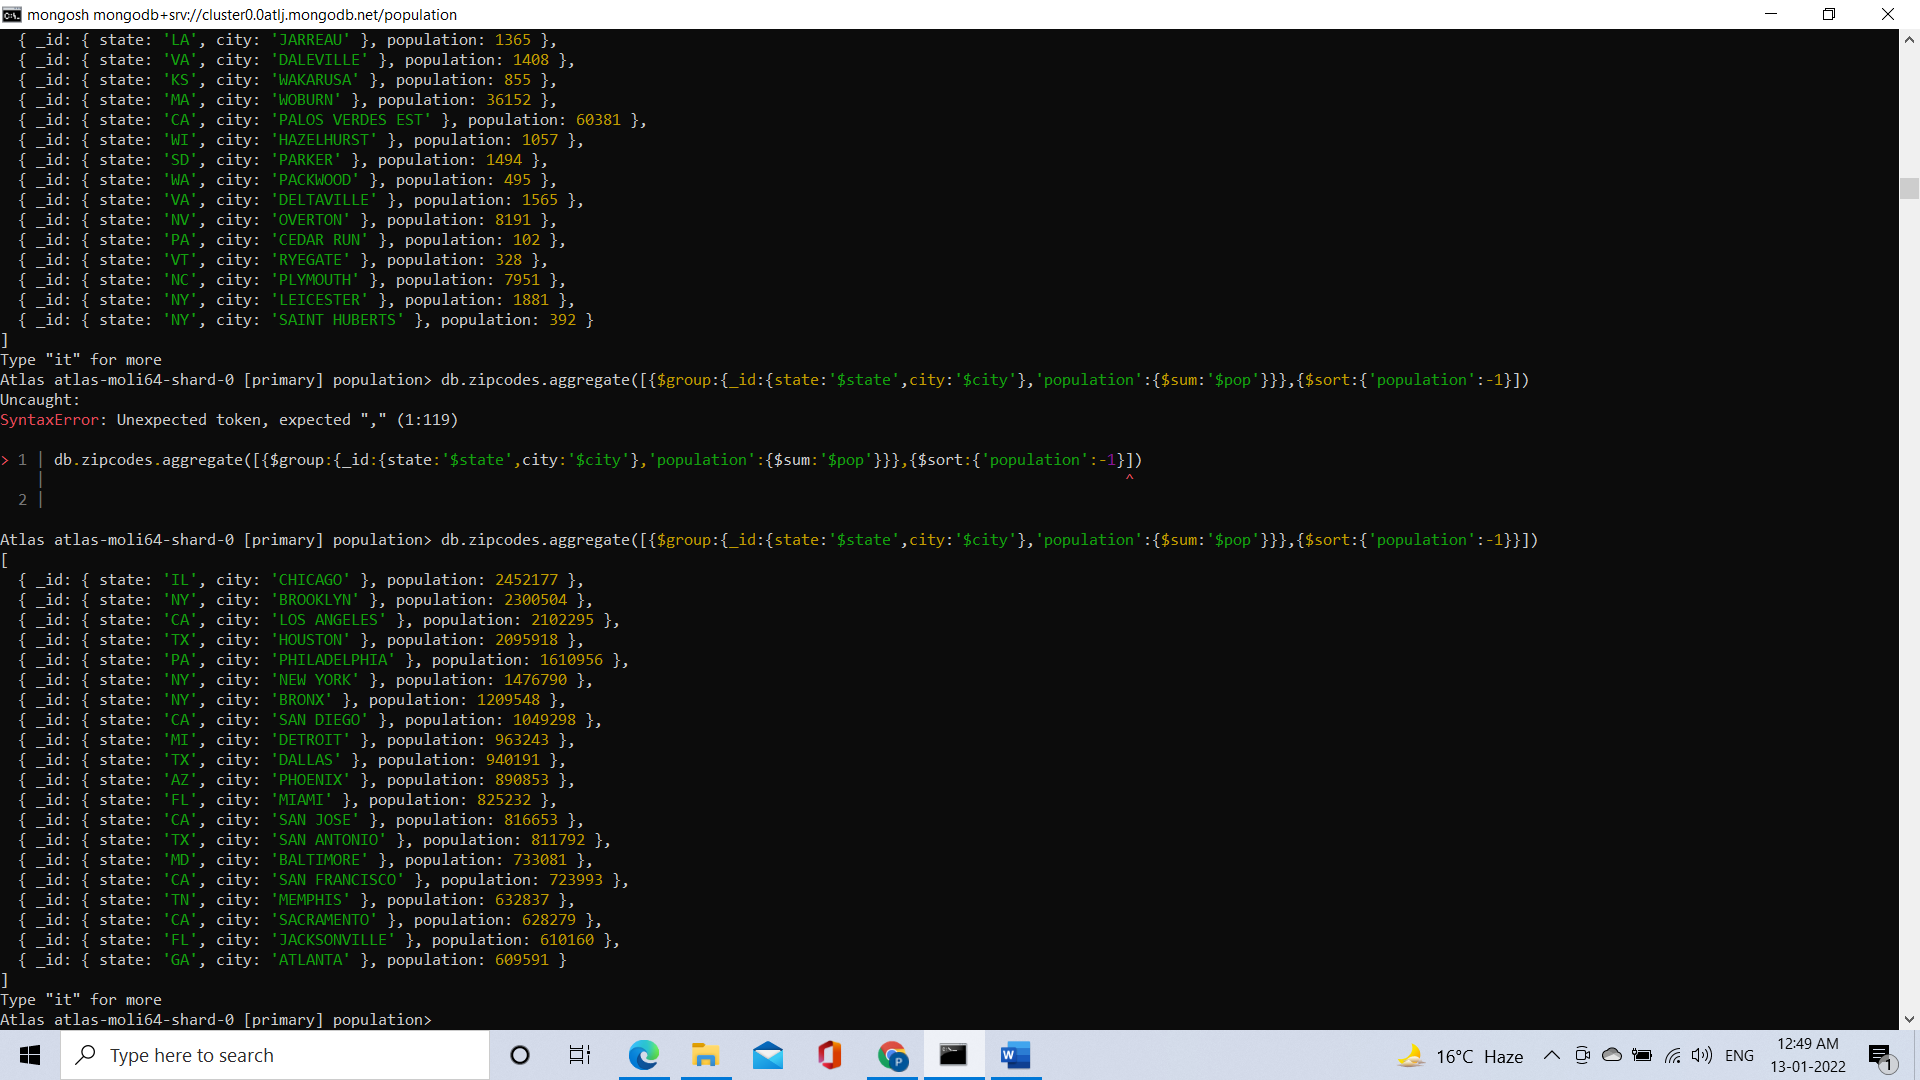 mongosh mongodb+srv://cluster0.0atlj.mongodb.net/population
{ _id: { state: 'LA', city: 'JARREAU' }, population: 1365 },
{ _id: { state: 'VA', city: 'DALEVILLE' }, population: 1408 },
{ _id: { state: 'KS', city: 'WAKARUSA' }, population: 855 },
{ _id: { state: 'MA', city: 'WOBURN' }, population: 36152 },
{ _id: { state: 'CA', city: 'PALOS VERDES EST' }, population: 60381 },
{ _id: { state: 'WI', city: 'HAZELHURST' }, population: 1057 },
{ _id: { state: 'SD', city: 'PARKER' }, population: 1494 },
{ _id: { state: 'WA', city: 'PACKWOOD' }, population: 495 },
{ _id: { state: 'VA', city: 'DELTAVILLE' }, population: 1565 },
{ _id: { state: 'NV', city: 'OVERTON' }, population: 8191 },
{ _id: { state: 'PA', city: 'CEDAR RUN' }, population: 102 },
{ _id: { state: 'VT', city: 'RYEGATE' }, population: 328 },
{ _id: { state: 'NC', city: 'PLYMOUTH' }, population: 7951 },
{ _id: { state: 'NY', city: 'LEICESTER' }, population: 1881 },
{ _id: { state: 'NY', city: 'SAINT HUBERTS' }, population: 392 }
]
Type "it" for more
Atlas atlas-moli64-shard-0 [primary] population> db.zipcodes.aggregate([{$group:{_id:{state:'$state',city:'$city'},'population':{$sum:'$pop'}}},{$sort:{'population':-1}])
Uncaught:
SyntaxError: Unexpected token, expected "," (1:119)
> 1 | db.zipcodes.aggregate([{$group:{_id:{state:'$state',city:'$city'},'population':{$sum:'$pop'}}},{$sort:{'population':-1}])
| ^
2 |
Atlas atlas-moli64-shard-0 [primary] population> db.zipcodes.aggregate([{$group:{_id:{state:'$state',city:'$city'},'population':{$sum:'$pop'}}},{$sort:{'population':-1}}])
[
{ _id: { state: 'IL', city: 'CHICAGO' }, population: 2452177 },
{ _id: { state: 'NY', city: 'BROOKLYN' }, population: 2300504 },
{ _id: { state: 'CA', city: 'LOS ANGELES' }, population: 2102295 },
{ _id: { state: 'TX', city: 'HOUSTON' }, population: 2095918 },
{ _id: { state: 'PA', city: 'PHILADELPHIA' }, population: 1610956 },
{ _id: { state: 'NY', city: 'NEW YORK' }, population: 1476790 },
{ _id: { state: 'NY', city: 'BRONX' }, population: 1209548 },
{ _id: { state: 'CA', city: 'SAN DIEGO' }, population: 1049298 },
{ _id: { state: 'MI', city: 'DETROIT' }, population: 963243 },
{ _id: { state: 'TX', city: 'DALLAS' }, population: 940191 },
{ _id: { state: 'AZ', city: 'PHOENIX' }, population: 890853 },
{ _id: { state: 'FL', city: 'MIAMI' }, population: 825232 },
{ _id: { state: 'CA', city: 'SAN JOSE' }, population: 816653 },
{ _id: { state: 'TX', city: 'SAN ANTONIO' }, population: 811792 },
{ _id: { state: 'MD', city: 'BALTIMORE' }, population: 733081 },
{ _id: { state: 'CA', city: 'SAN FRANCISCO' }, population: 723993 },
{ _id: { state: 'TN', city: 'MEMPHIS' }, population: 632837 },
{ _id: { state: 'CA', city: 'SACRAMENTO' }, population: 628279 },
{ _id: { state: 'FL', city: 'JACKSONVILLE' }, population: 610160 },
{ _id: { state: 'GA', city: 'ATLANTA' }, population: 609591 }
]
Type "it" for more
Atlas atlas-moli64-shard-0 [primary] population>
Type here to search
16°C Haze
ENG
12:49 AM
13-01-2022
1